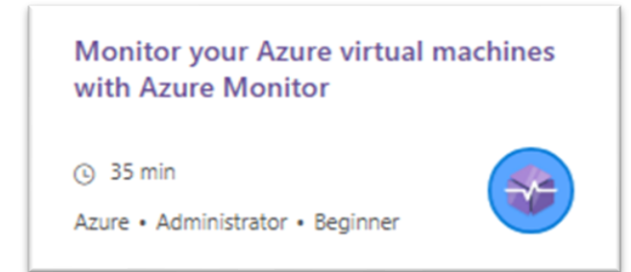 Monitor your Azure virtual machines
with Azure Monitor
35 min
Azure • Administrator • Beginner